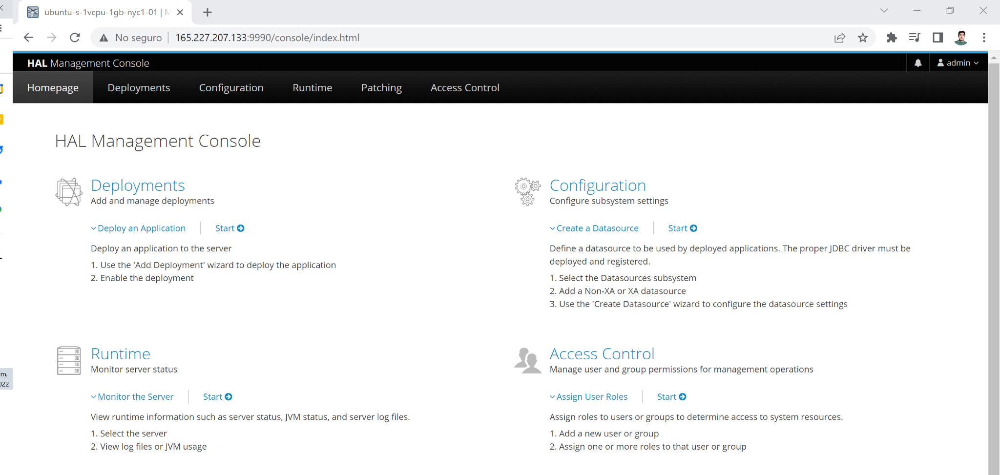 ubuntu-s-1vcpu-1gb-nyc1-01 | M
No seguro
165.227.207.133:9990/console/index.html
HAL Management Console
admin
Homepage
Deployments
Configuration
Runtime
Patching
Access Control
HAL Management Console
Deployments
Add and manage deployments
Deploy an Application
Start
Deploy an application to the server
1. Use the 'Add Deployment' wizard to deploy the application
2. Enable the deployment
Configuration
Configure subsystem settings
Create a Datasource
Start
Define a datasource to be used by deployed applications. The proper JDBC driver must be
deployed and registered.
1. Select the Datasources subsystem
2. Add a Non-XA or XA datasource
3. Use the 'Create Datasource' wizard to configure the datasource settings
Runtime
Monitor server status
Monitor the Server
Start
View runtime information such as server status, JVM status, and server log files.
1. Select the server
2. View log files or JVM usage
Access Control
Manage user and group permissions for management operations
Assign User Roles
Start
Assign roles to users or groups to determine access to system resources.
1. Add a new user or group
2. Assign one or more roles to that user or group
m.
022